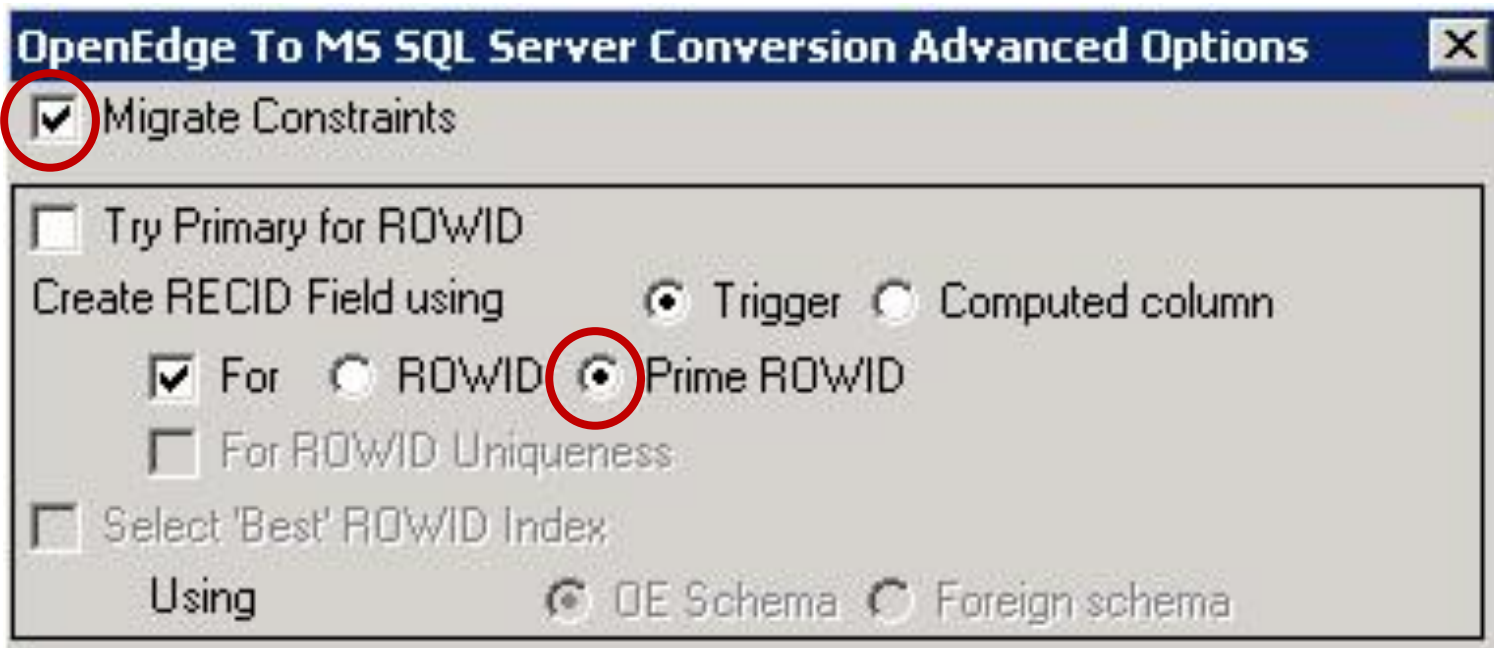 OpenEdge To MS SQL Server Conversion Advanced Options
Migrate Constraints
Try Primary for ROWID
Create RECID Field using Trigger Computed column
For ROWID Prime ROWID
For ROWID Uniqueness
Select 'Best' ROWID Index
Using OE Schema Foreign schema